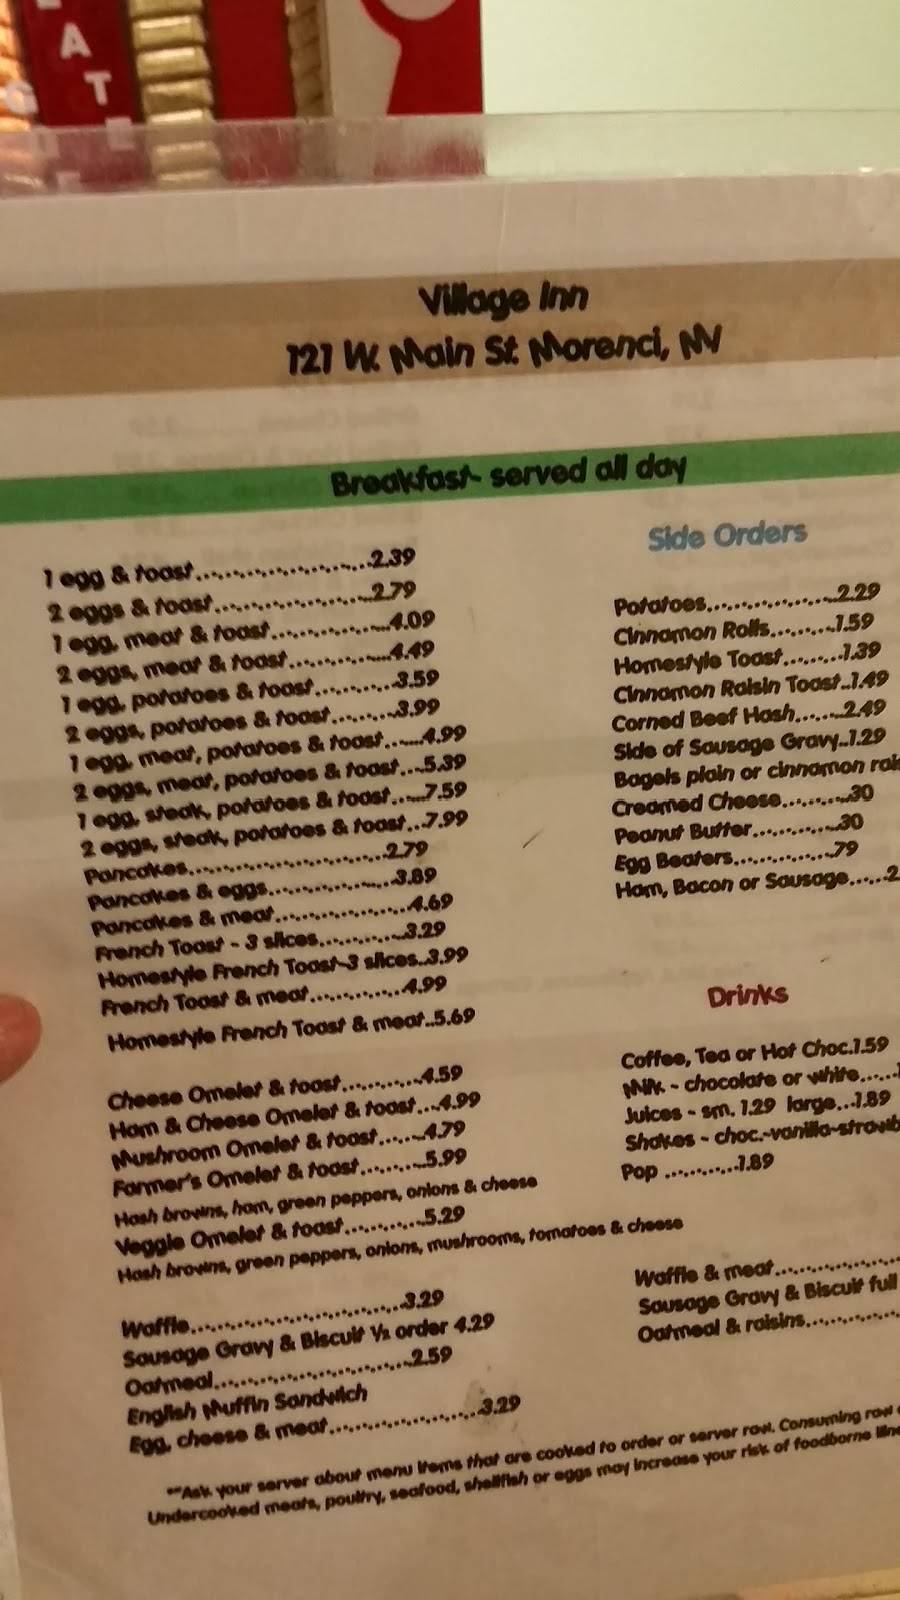 Village Inn
121 W. Main St. Morenci, MI
Breakfast- served all day
1 egg & toast.....................2.39
2 eggs & toast.....................2.79
1 egg, meat & toast................4.09
2 eggs, meat & toast...............4.49
1 egg, potatoes & toast...........3.59
2 eggs, potatoes & toast.........3.99
1 egg, meat, potatoes & toast......4.99
2 eggs, meat, potatoes & toast....5.39
1 egg, steak, potatoes & toast.....7.59
2 eggs, steak, potatoes & toast...7.99
Pancakes............................2.79
Pancakes & eggs..................3.89
Pancakes & meat...................4.69
French Toast - 3 slices............3.29
Homestyle French Toast-3 slices..3.99
French Toast & meat.............4.99
Homestyle French Toast & meat..5.69
Cheese Omelet & toast...........4.59
Ham & Cheese Omelet & toast....4.99
Mushroom Omelet & toast.......4.79
Farmer's Omelet & toast.........5.99
Hash browns, ham, green peppers, onions & cheese
Veggie Omelet & toast...........5.29
Hash browns, green peppers, onions, mushrooms, tomatoes & cheese
Waffle..............................3.29
Sausage Gravy & Biscuit ½ order 4.29
Oatmeal...........................2.59
English Muffin Sandwich
Egg, cheese & meat.....................3.29
Side Orders
Potatoes..................2.29
Cinnamon Rolls.........1.59
Homestyle Toast........1.39
Cinnamon Raisin Toast..1.49
Corned Beef Hash.......2.49
Side of Sausage Gravy..1.29
Bagels plain or cinnamon
Creamed Cheese..........30
Peanut Butter.............30
Egg Beaters...............79
Ham, Bacon or Sausage......
Drinks
Coffee, Tea or Hot Choc.1.59
Milk - chocolate or white......
Juices - sm. 1.29 large...1.89
Shakes - choc.-vanilla-
Pop ...........1.89
Waffle & meat..................
Sausage Gravy & Biscuit full
Oatmeal & raisins..............
**Ask your server about menu items that are cooked to order or server raw. Consuming raw
Undercooked meats, poultry, seafood, shellfish or eggs may increase your risk of foodborne